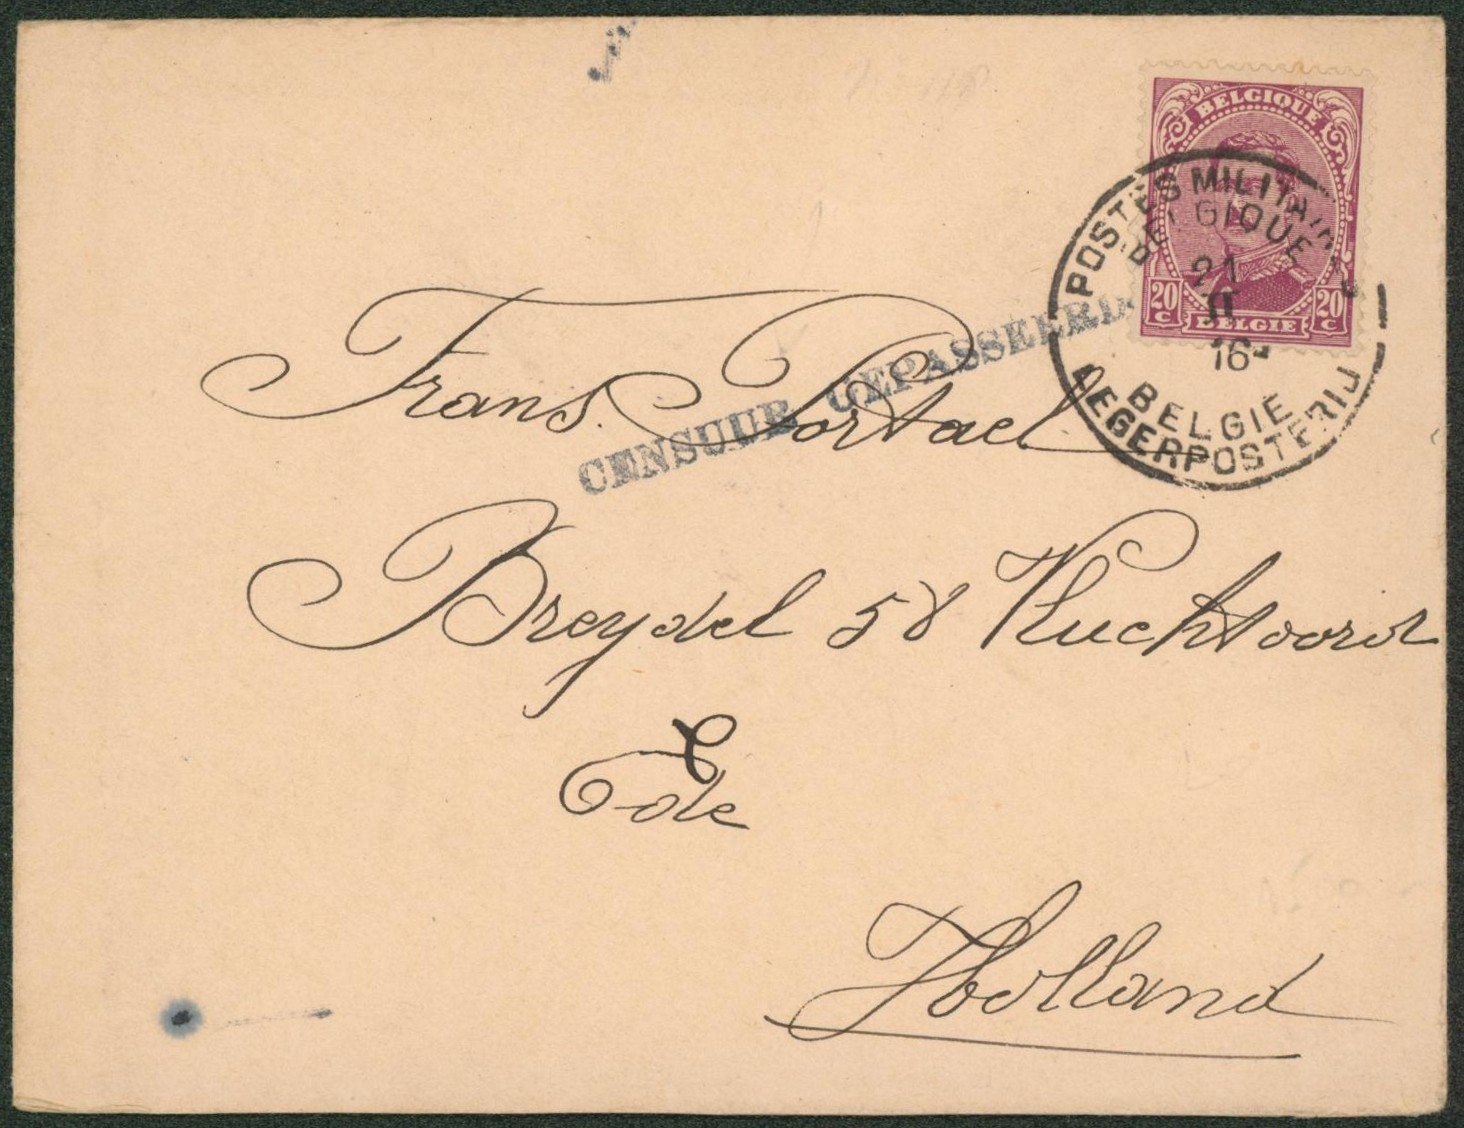 BELGIQUE
20 C 20 C
BELGIE
POSTES MILITAIRES
BELGIQUE
21
II
16
BELGIE
LEGERPOSTERIJ
CENSUUR GEPASSEERD
Frans Portael
Breydel 58 Vluchtoord
Ede
Holland